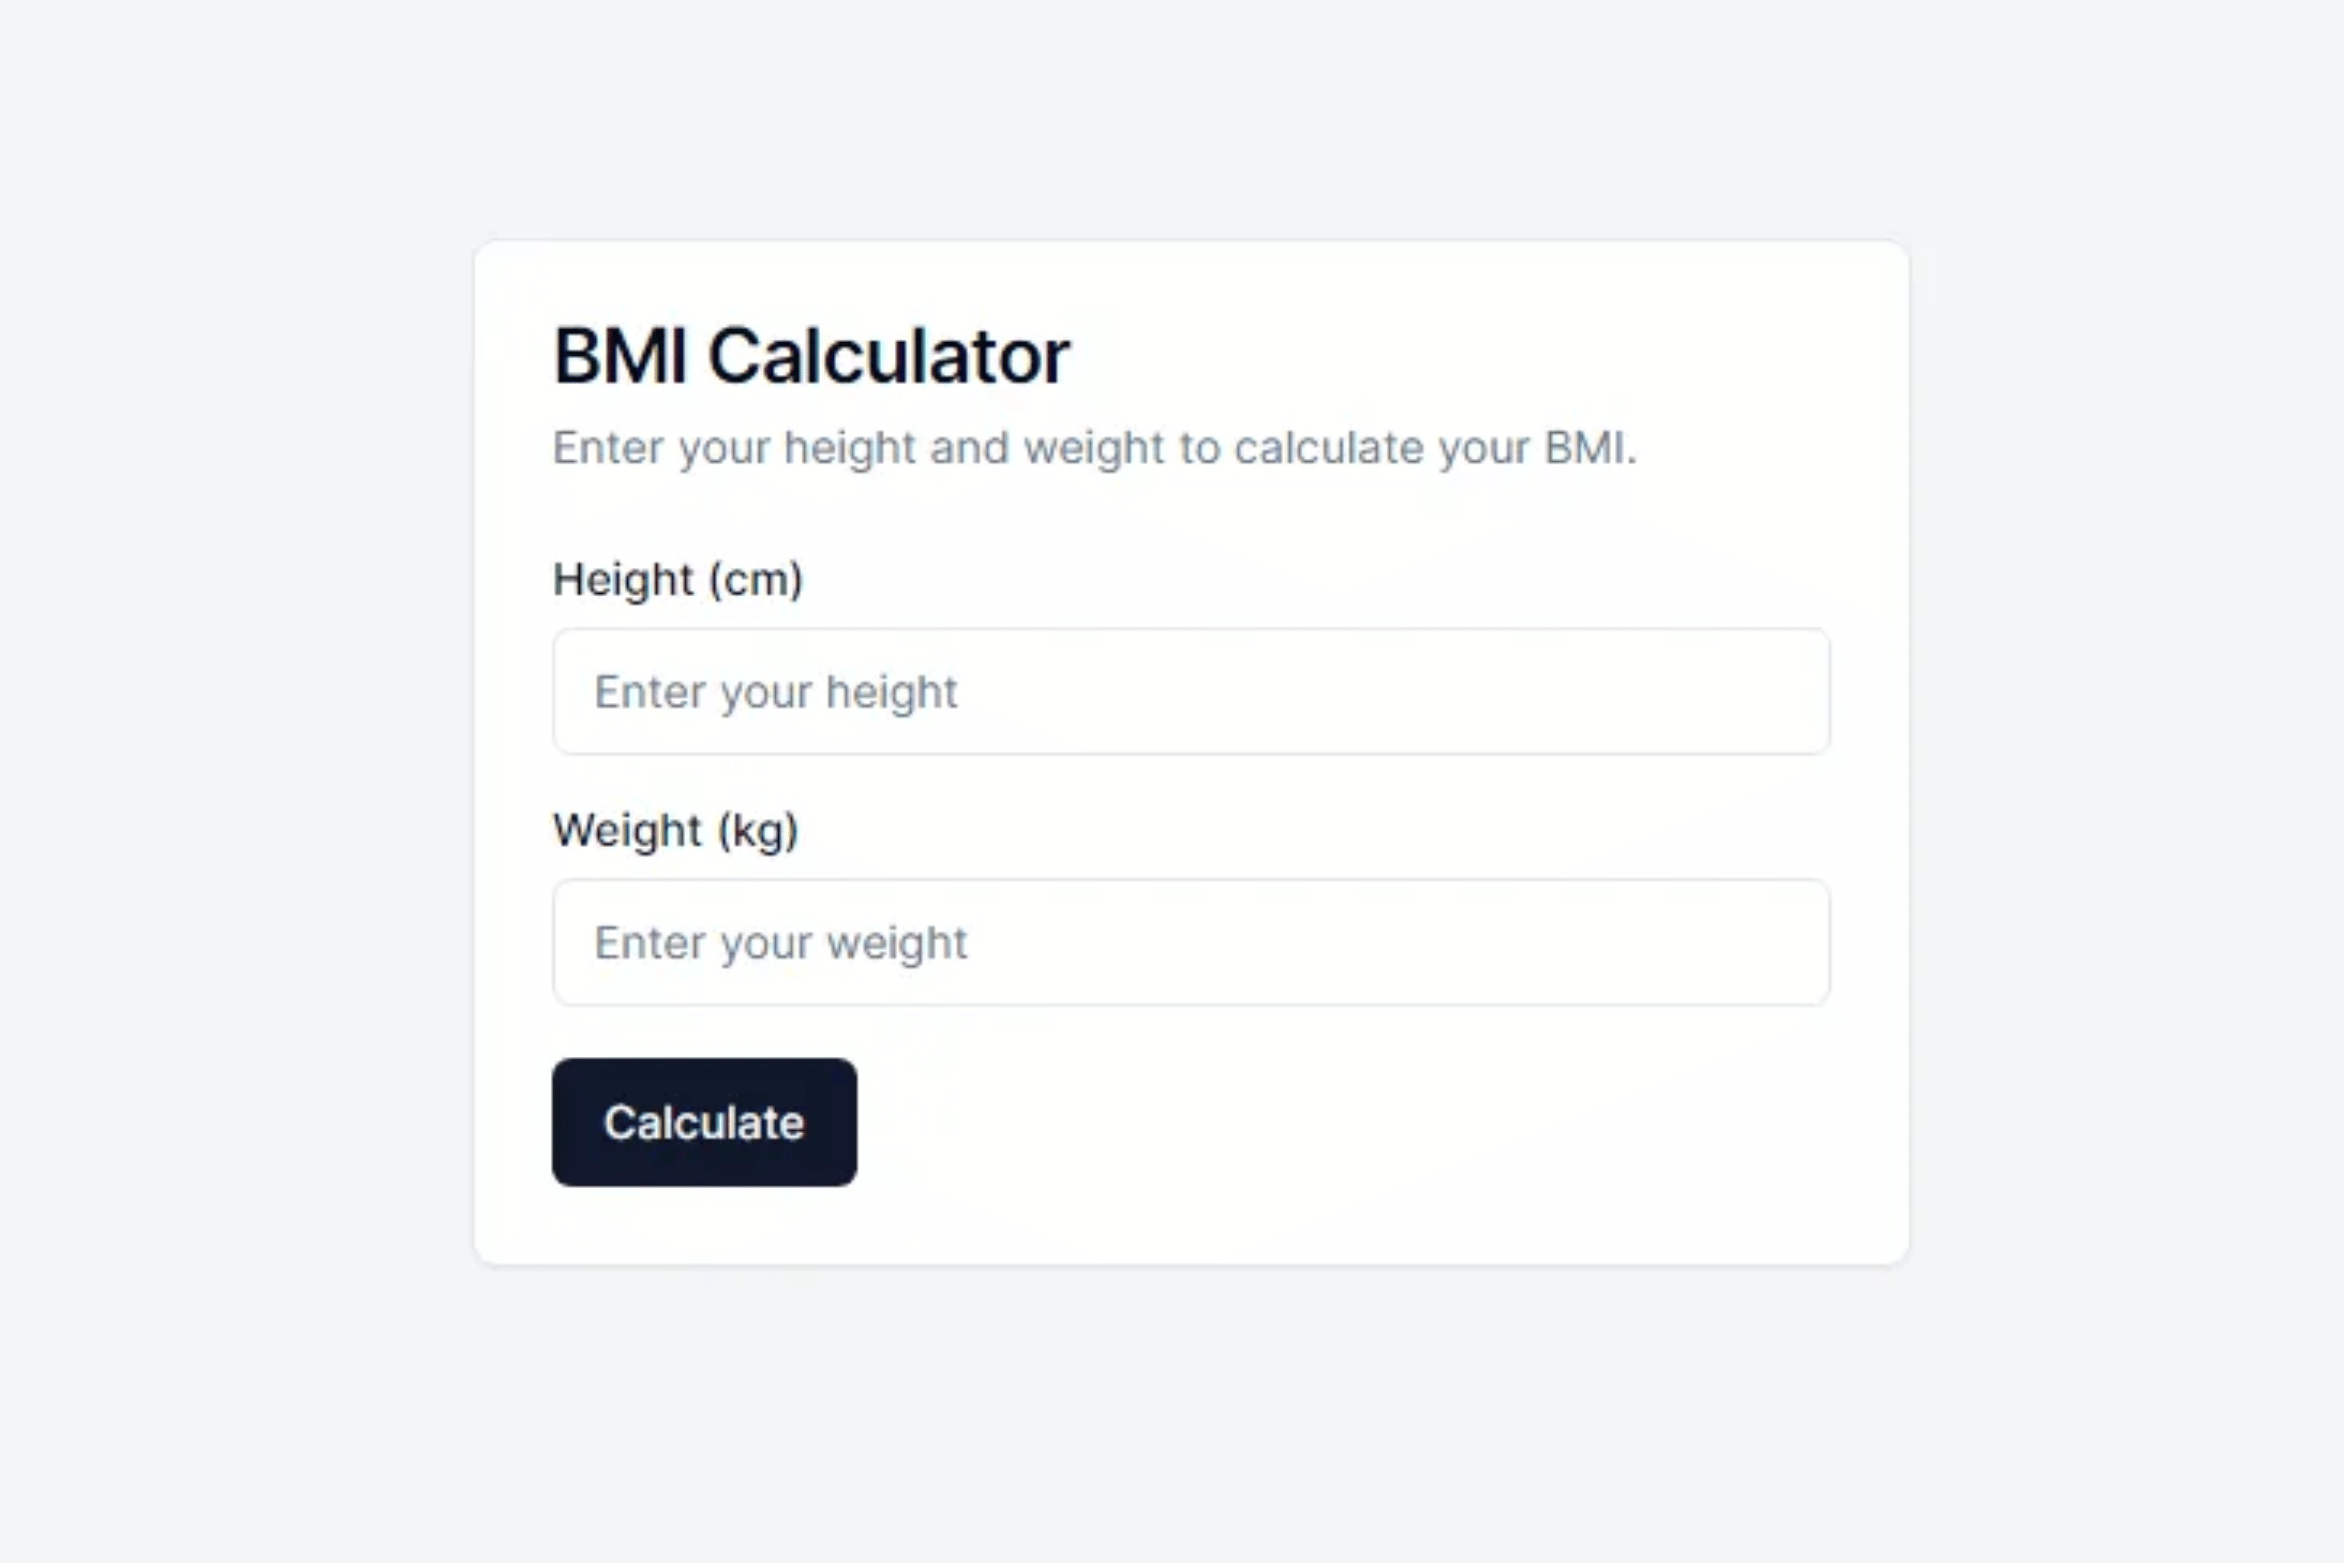 BMI Calculator
Enter your height and weight to calculate your BMI.
Height (cm)
Enter your height
Weight (kg)
Enter your weight
Calculate